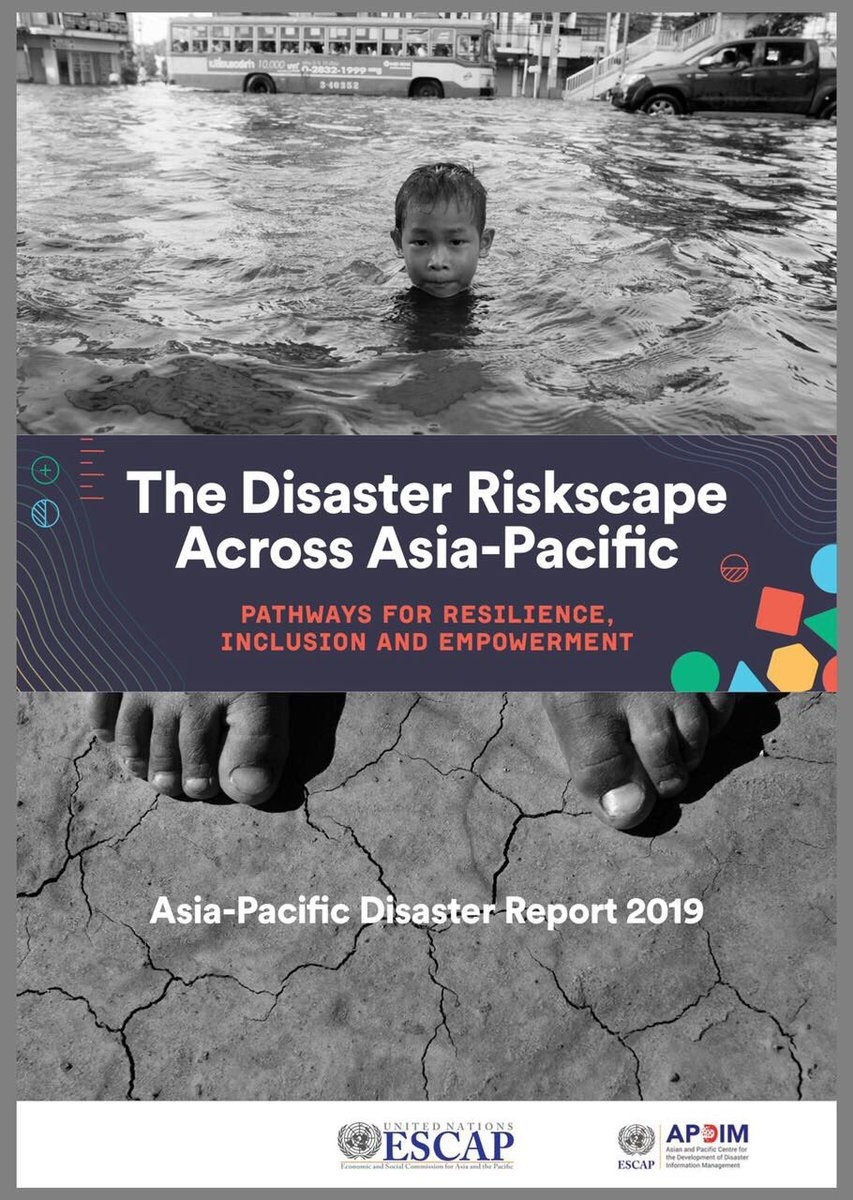 10,000
0-2832-1999
3-40352
The Disaster Riskscape
Across Asia-Pacific
PATHWAYS FOR RESILIENCE,
INCLUSION AND EMPOWERMENT
Asia-Pacific Disaster Report 2019
UNITED NATIONS
ESCAP
Economic and Social Commission for Asia and the Pacific
ESCAP
APDIM
Asian and Pacific Centre for
the Development of Disaster
Information Management